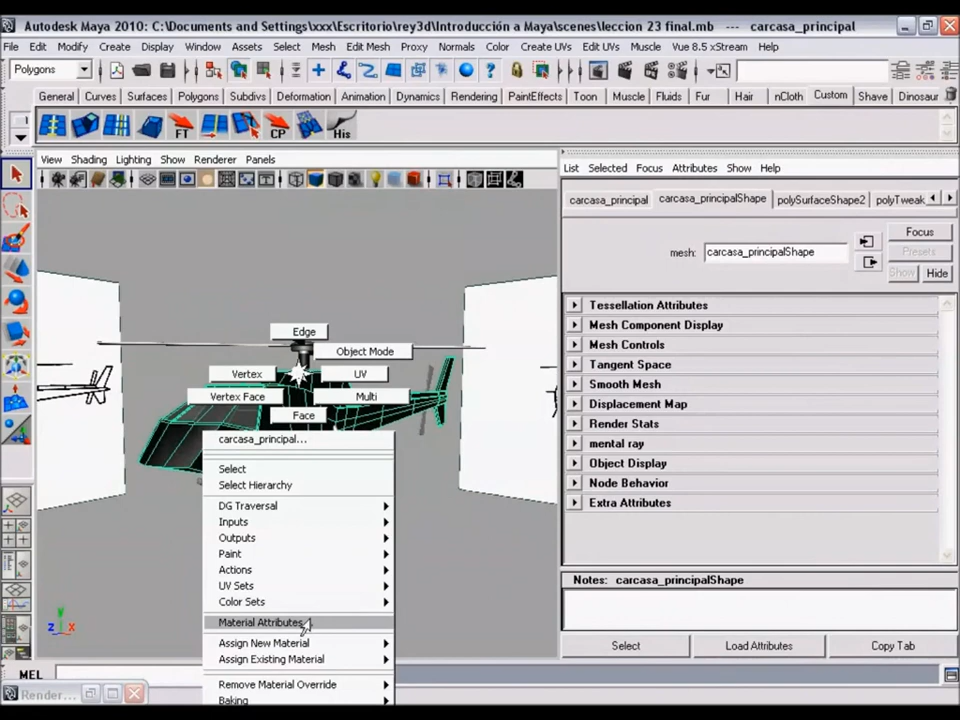 Autodesk Maya 2010: C:\Documents and Settings\xxx\Escritorio\rey3d\Introducción a Maya\scenes\leccion 23 final.mb --- carcasa_principal
File Edit Modify Create Display Window Assets Select Mesh Edit Mesh Proxy Normals Color Create UVs Edit UVs Muscle Vue 8.5 xStream Help
Polygons
General Curves Surfaces Polygons Subdivs Deformation Animation Dynamics Rendering PaintEffects Toon Muscle Fluids Fur Hair nCloth Custom Shave Dinosaur
FT CP His
View Shading Lighting Show Renderer Panels
List Selected Focus Attributes Show Help
carcasa_principal carcasa_principalShape polySurfaceShape2 polyTweak
Focus
mesh: carcasa_principalShape
Presets
Show Hide
Tessellation Attributes
Mesh Component Display
Mesh Controls
Tangent Space
Smooth Mesh
Displacement Map
Render Stats
mental ray
Object Display
Node Behavior
Extra Attributes
Edge
Object Mode
Vertex
UV
Vertex Face
Multi
Face
carcasa_principal...
Select
Select Hierarchy
DG Traversal
Inputs
Outputs
Paint
Actions
UV Sets
Color Sets
Material Attributes
Assign New Material
Assign Existing Material
Remove Material Override
Baking
y
z x
Notes: carcasa_principalShape
Select Load Attributes Copy Tab
MEL
Render...